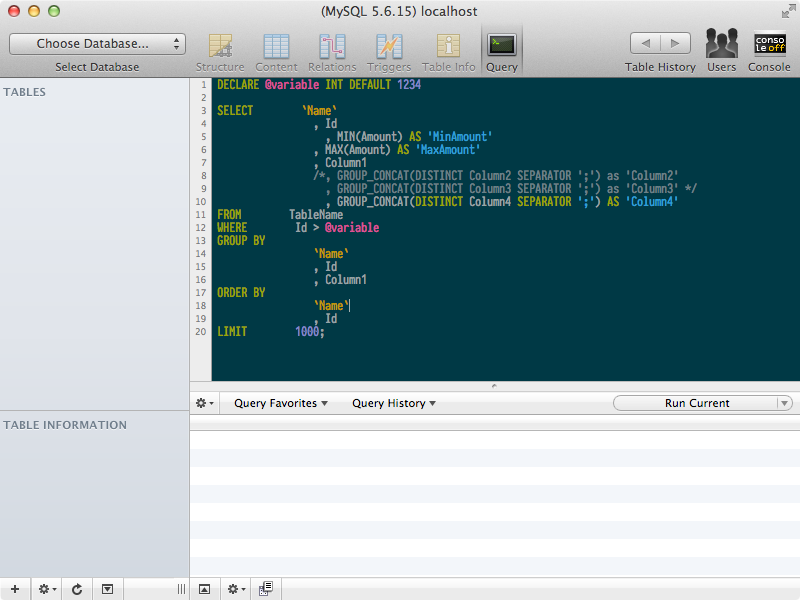 (MySQL 5.6.15) localhost
Choose Database...
Select Database
Structure
Content
Relations
Triggers
Table Info
Query
Table History
Users
conso
le off
Console
TABLES
1 DECLARE @variable INT DEFAULT 1234
2
3 SELECT `Name`
4 , Id
5 , MIN(Amount) AS 'MinAmount'
6 , MAX(Amount) AS 'MaxAmount'
7 , Column1
8 /*, GROUP_CONCAT(DISTINCT Column2 SEPARATOR ';') as 'Column2'
9 , GROUP_CONCAT(DISTINCT Column3 SEPARATOR ';') as 'Column3' */
10 , GROUP_CONCAT(DISTINCT Column4 SEPARATOR ';') AS 'Column4'
11 FROM TableName
12 WHERE Id > @variable
13 GROUP BY
14 `Name`
15 , Id
16 , Column1
17 ORDER BY
18 `Name`
19 , Id
20 LIMIT 1000;
Query Favorites
Query History
Run Current
TABLE INFORMATION